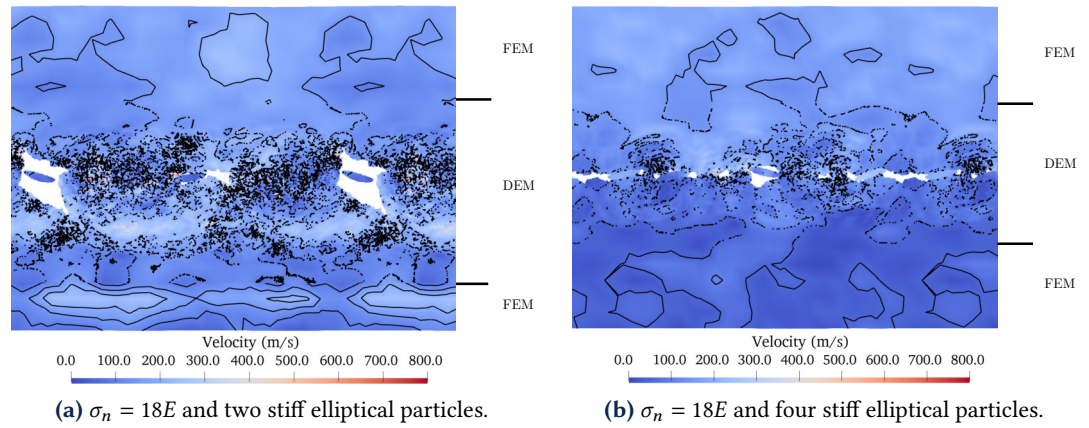 FEM
DEM
FEM
Velocity (m/s)
0.0 100.0 200.0 300.0 400.0 500.0 600.0 700.0 800.0
(a) σₙ = 18E and two stiff elliptical particles.
FEM
DEM
FEM
Velocity (m/s)
0.0 100.0 200.0 300.0 400.0 500.0 600.0 700.0 800.0
(b) σₙ = 18E and four stiff elliptical particles.